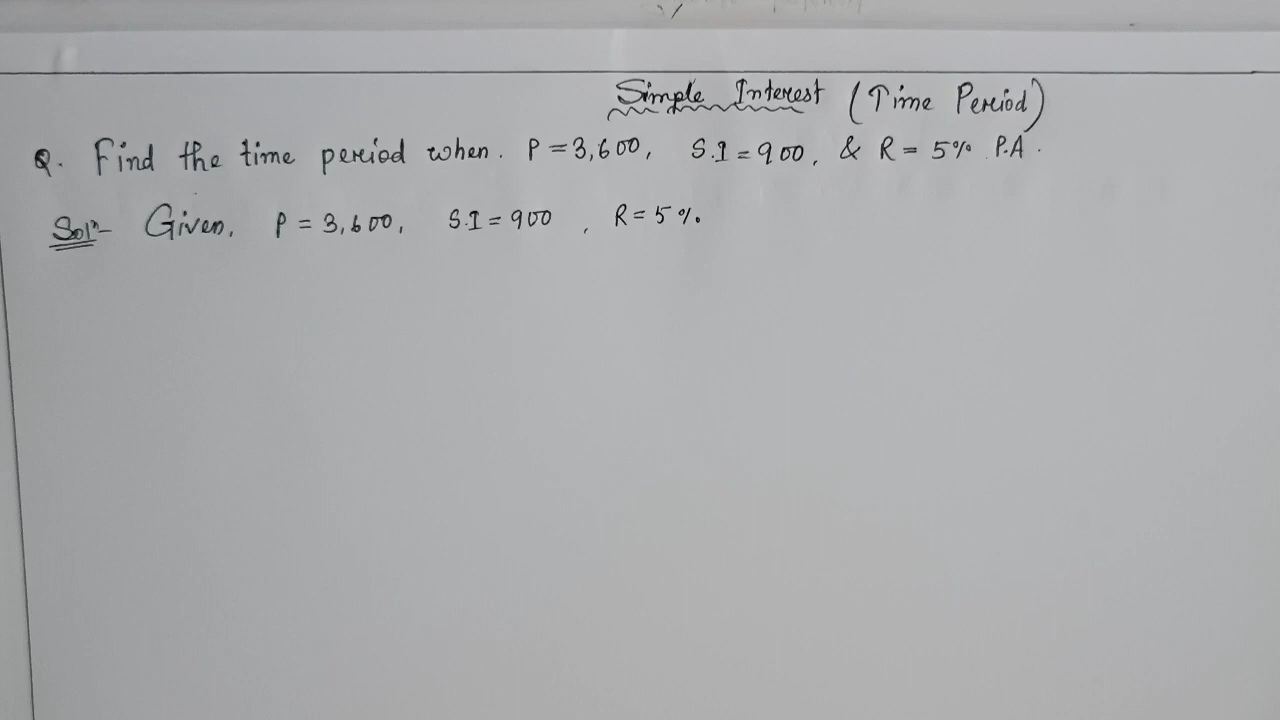 Simple Interest (Time Period)
Q. Find the time period when. P = 3,600, S.I = 900, & R = 5% P.A.
Solⁿ- Given, P = 3,600, S.I = 900, R = 5%.